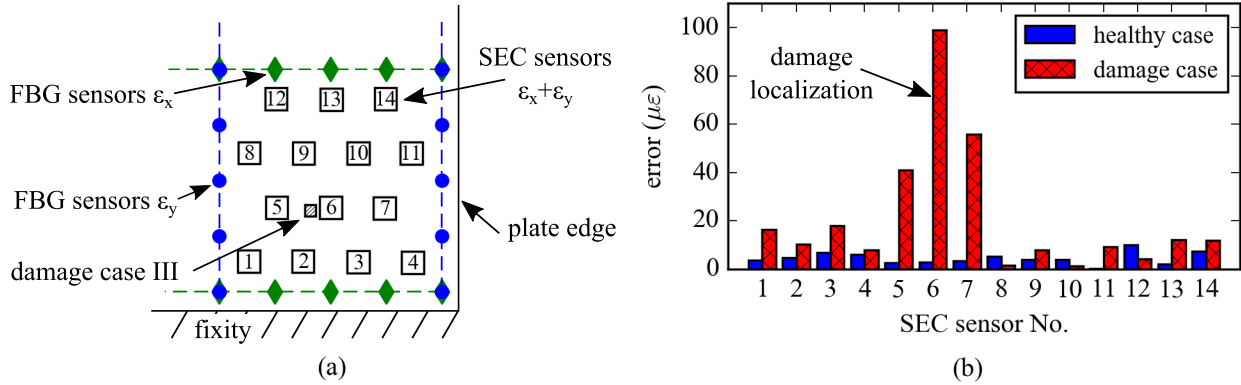 FBG sensors εx
SEC sensors
εx+εy
12 13 14
8 9 10 11
FBG sensors εy
5 6 7
plate edge
damage case III
1 2 3 4
fixity
(a)
healthy case
damage case
damage
localization
error (με)
100
80
60
40
20
0
1 2 3 4 5 6 7 8 9 10 11 12 13 14
SEC sensor No.
(b)